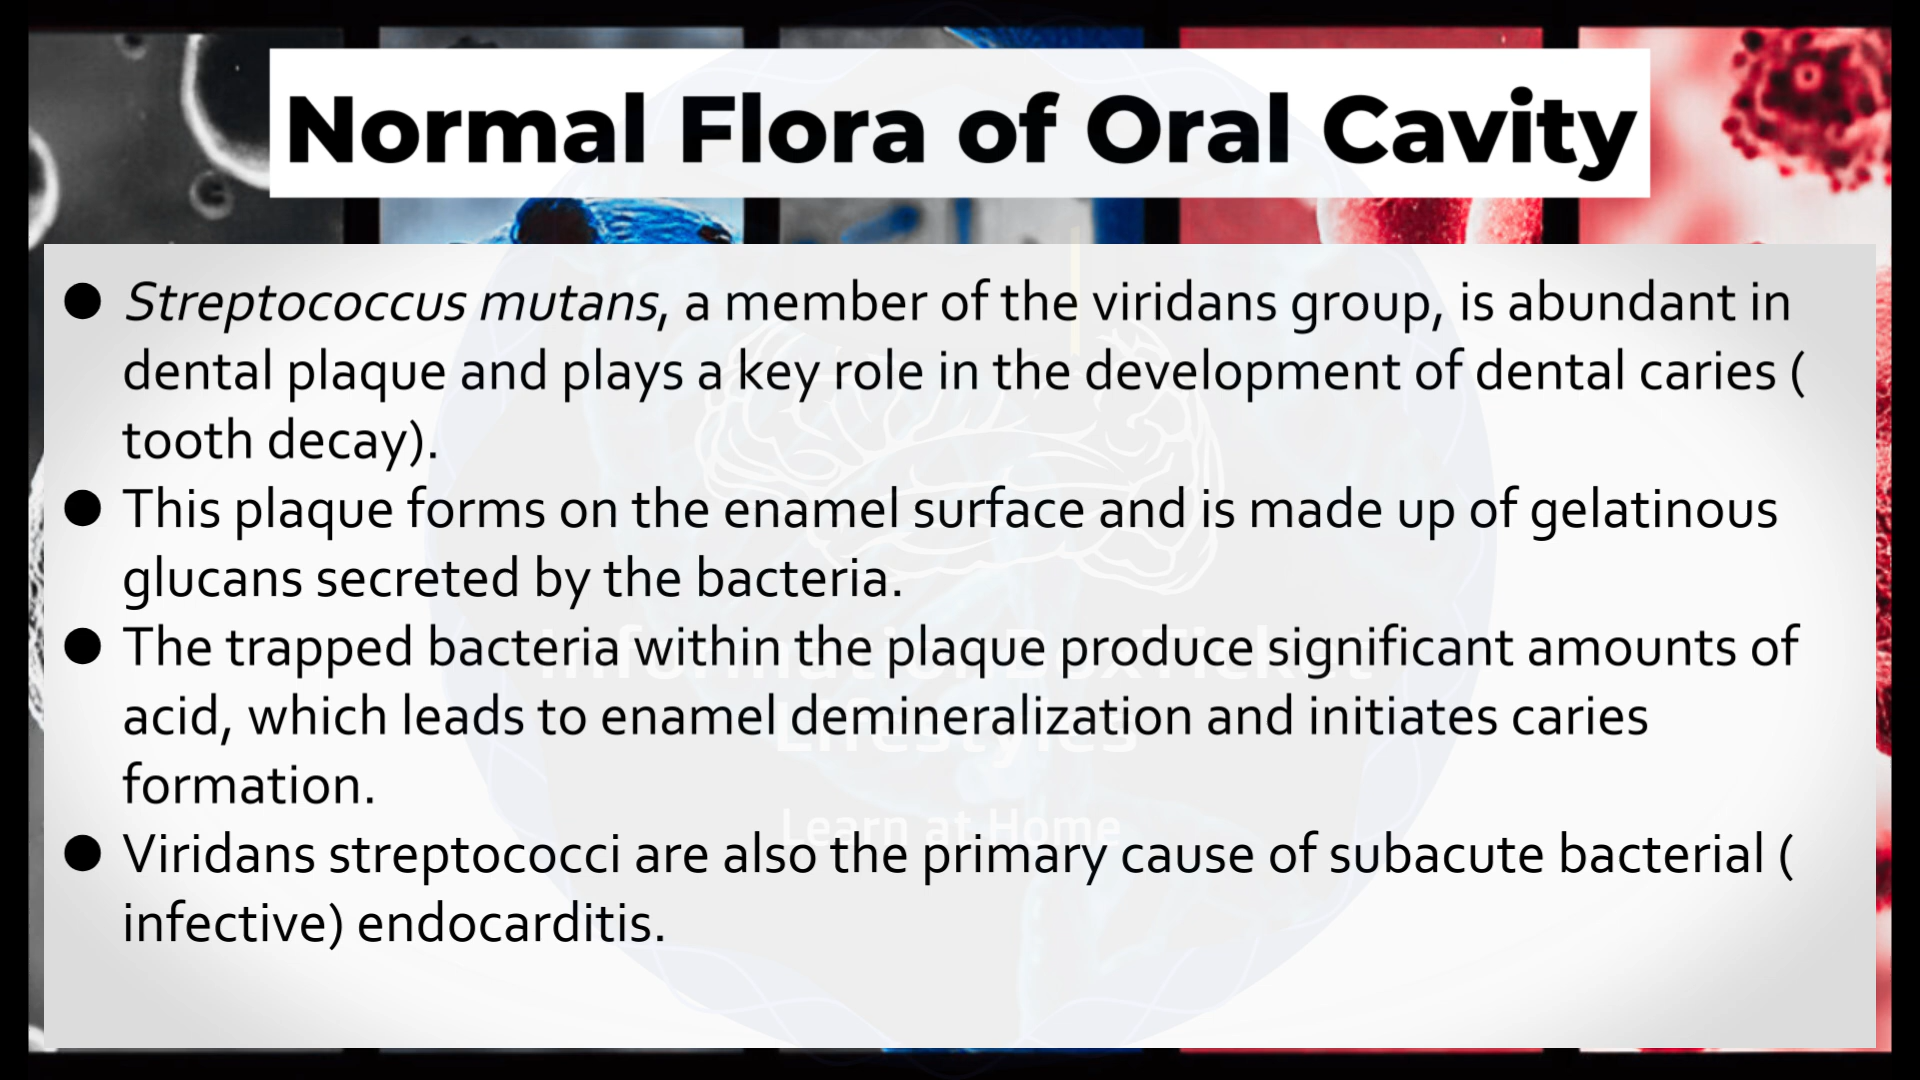 Normal Flora of Oral Cavity
● Streptococcus mutans, a member of the viridans group, is abundant in
dental plaque and plays a key role in the development of dental caries (
tooth decay).
● This plaque forms on the enamel surface and is made up of gelatinous
glucans secreted by the bacteria.
● The trapped bacteria within the plaque produce significant amounts of
acid, which leads to enamel demineralization and initiates caries
formation.
● Viridans streptococci are also the primary cause of subacute bacterial (
infective) endocarditis.
Lifestyles
Learn at Home